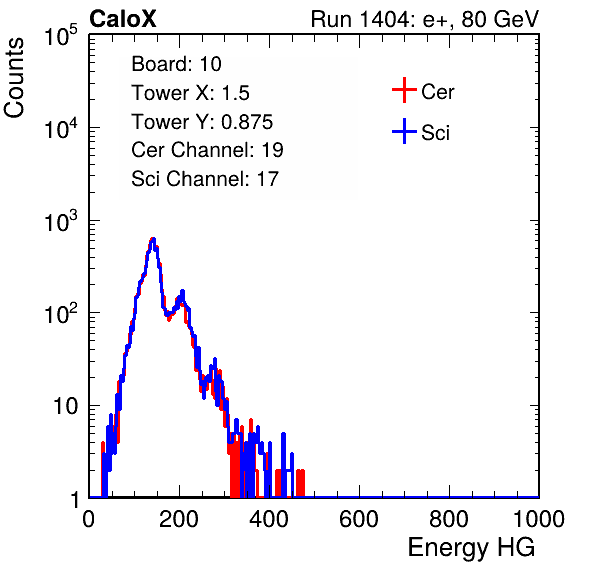 CaloX Run 1404: e+, 80 GeV
Counts
10^5
10^4
10^3
10^2
10
1
Board: 10
Tower X: 1.5
Tower Y: 0.875
Cer Channel: 19
Sci Channel: 17
Cer
Sci
0 200 400 600 800 1000
Energy HG